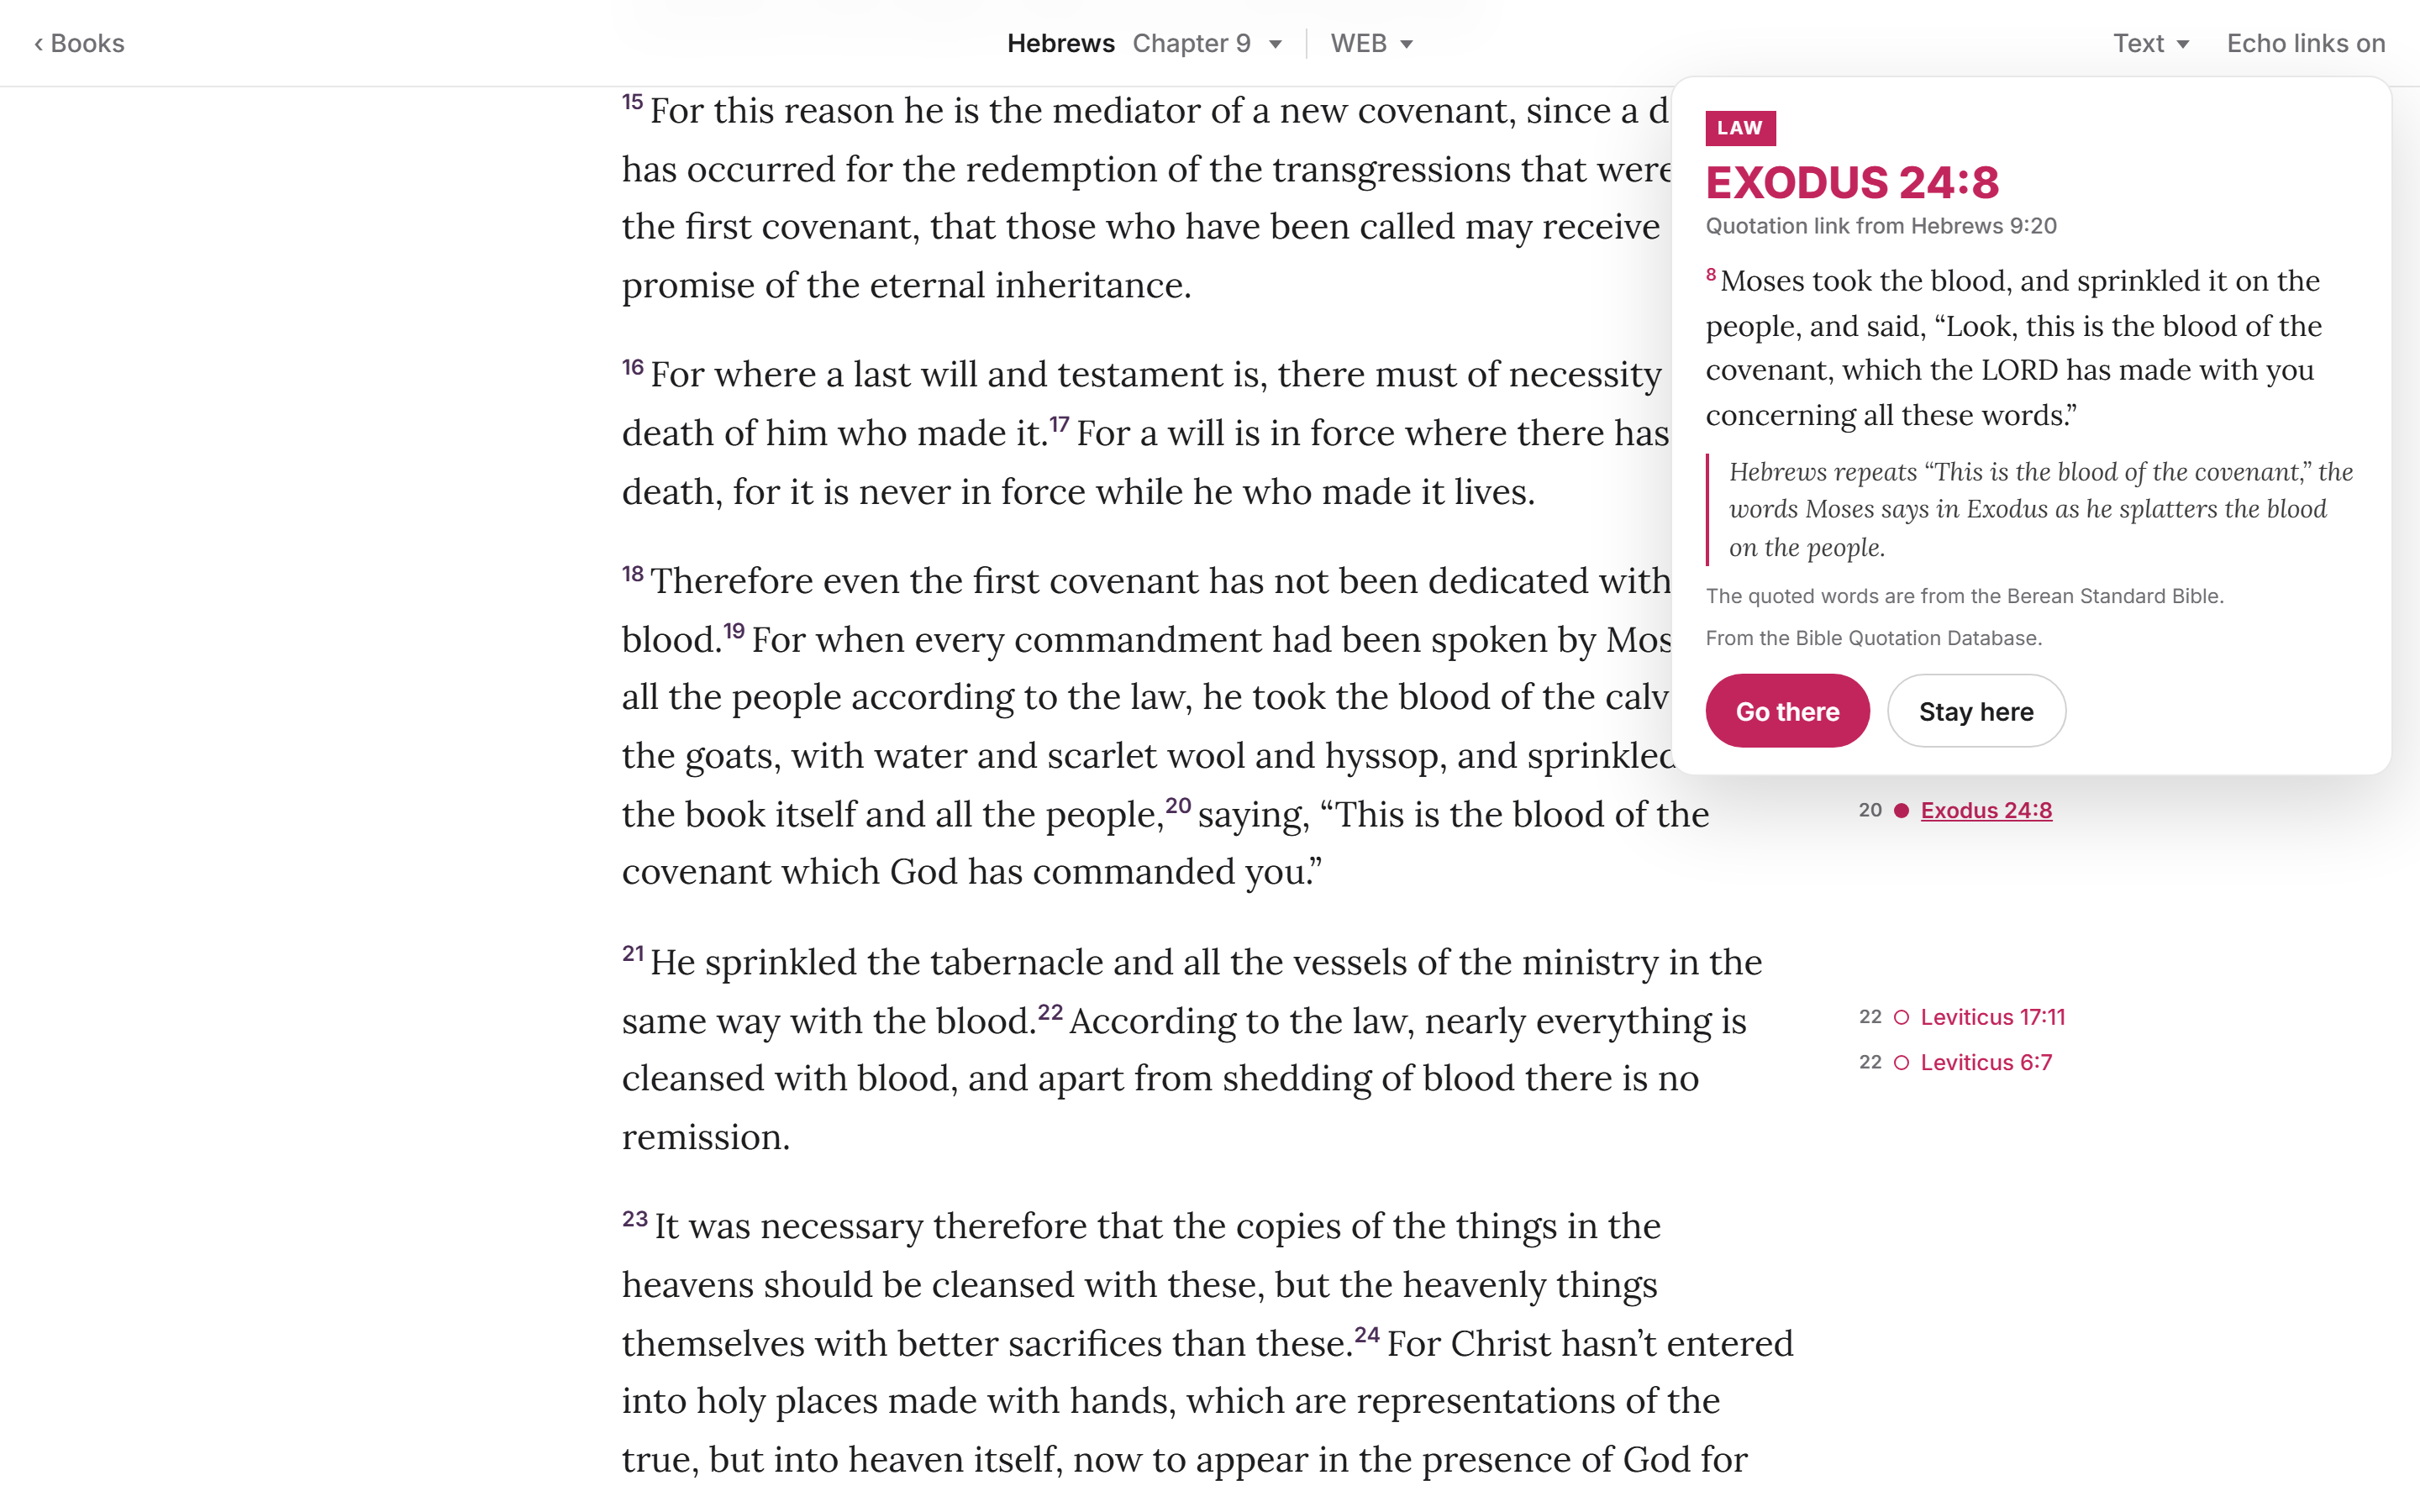 ‹ Books
Hebrews Chapter 9 WEB
Text Echo links on
15 For this reason he is the mediator of a new covenant, since a
has occurred for the redemption of the transgressions that were
the first covenant, that those who have been called may receive
promise of the eternal inheritance.
16 For where a last will and testament is, there must of necessity
death of him who made it. 17 For a will is in force where there has
death, for it is never in force while he who made it lives.
18 Therefore even the first covenant has not been dedicated with
blood. 19 For when every commandment had been spoken by Mos
all the people according to the law, he took the blood of the calv
the goats, with water and scarlet wool and hyssop, and sprinkled
the book itself and all the people, 20 saying, “This is the blood of the
covenant which God has commanded you.”
21 He sprinkled the tabernacle and all the vessels of the ministry in the
same way with the blood. 22 According to the law, nearly everything is
cleansed with blood, and apart from shedding of blood there is no
remission.
23 It was necessary therefore that the copies of the things in the
heavens should be cleansed with these, but the heavenly things
themselves with better sacrifices than these. 24 For Christ hasn’t entered
into holy places made with hands, which are representations of the
true, but into heaven itself, now to appear in the presence of God for
LAW
EXODUS 24:8
Quotation link from Hebrews 9:20
8 Moses took the blood, and sprinkled it on the
people, and said, “Look, this is the blood of the
covenant, which the LORD has made with you
concerning all these words.”
Hebrews repeats “This is the blood of the covenant,” the
words Moses says in Exodus as he splatters the blood
on the people.
The quoted words are from the Berean Standard Bible.
From the Bible Quotation Database.
Go there
Stay here
20 Exodus 24:8
22 Leviticus 17:11
22 Leviticus 6:7